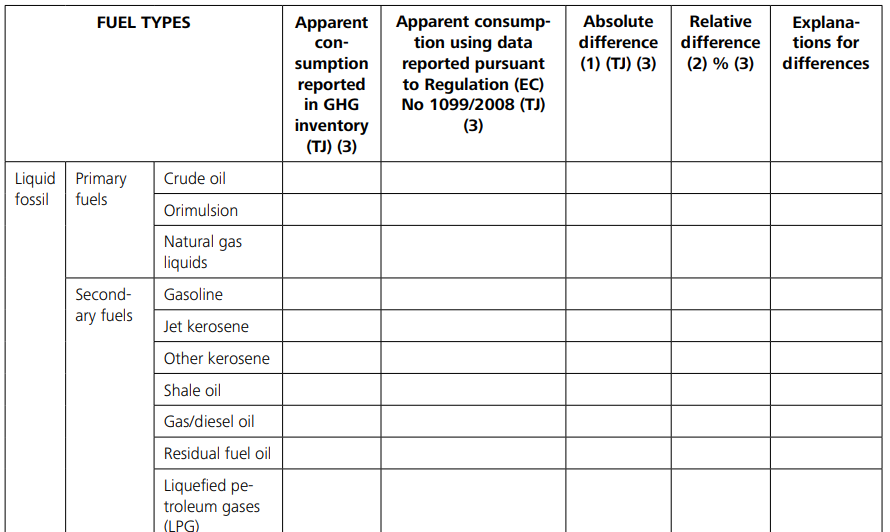 FUEL TYPES
Apparent
con-
sumption
reported
in GHG
inventory
(TJ) (3)
Apparent consump-
tion using data
reported pursuant
to Regulation (EC)
No 1099/2008 (TJ)
(3)
Absolute
difference
(1) (TJ) (3)
Relative
difference
(2) % (3)
Explana-
tions for
differences
Liquid
fossil
Primary
fuels
Crude oil
Orimulsion
Natural gas
liquids
Second-
ary fuels
Gasoline
Jet kerosene
Other kerosene
Shale oil
Gas/diesel oil
Residual fuel oil
Liquefied pe-
troleum gases
(LPG)